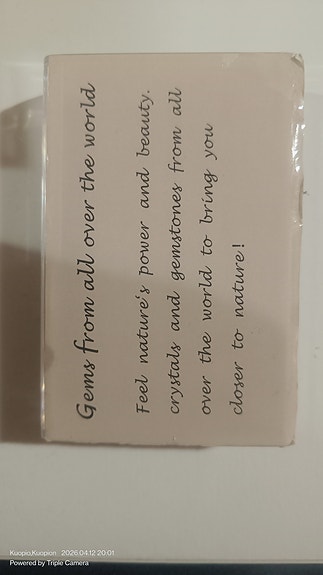 Gems from all over the world
Feel nature's power and beauty.
crystals and gemstones from all
over the world to bring you
closer to nature!
Kuopio,Kuopion 2026.04.12 20:01
Powered by Triple Camera